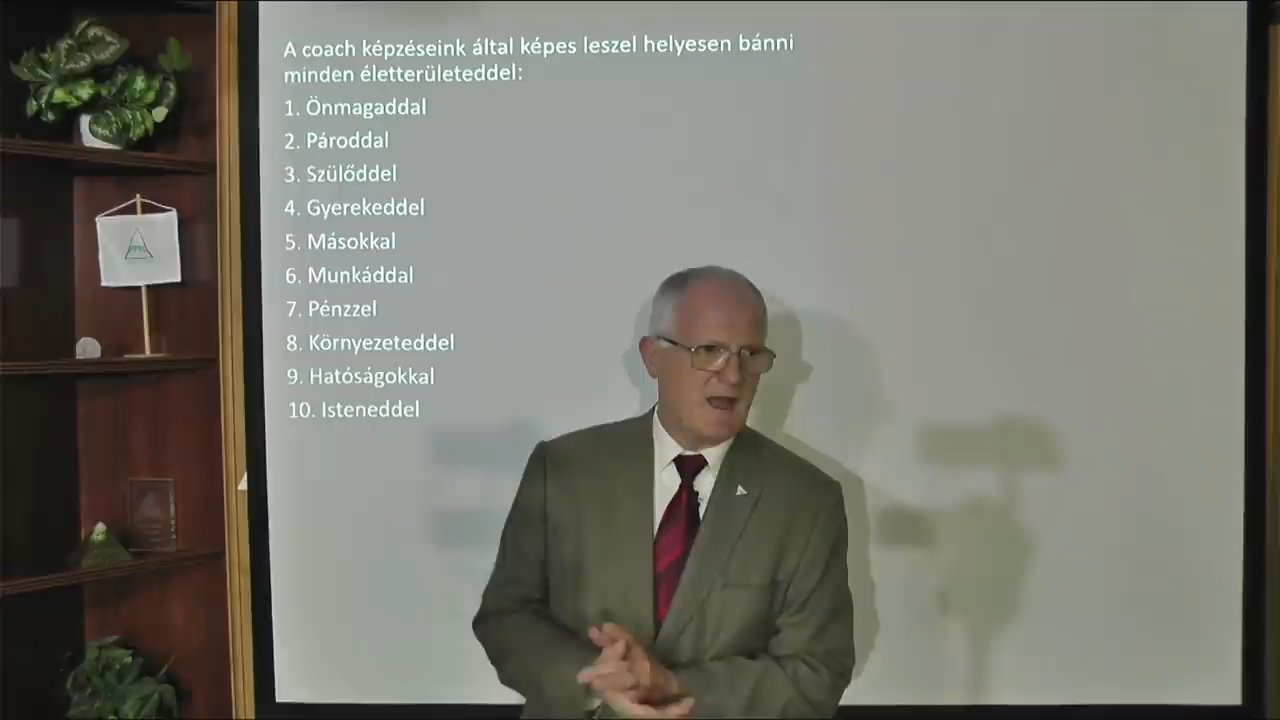 A coach képzéseink által képes leszel helyesen bánni
minden életterületeddel:
1. Önmagaddal
2. Pároddal
3. Szülőddel
4. Gyerekeddel
5. Másokkal
6. Munkáddal
7. Pénzzel
8. Környezeteddel
9. Hatóságokkal
10. Isteneddel